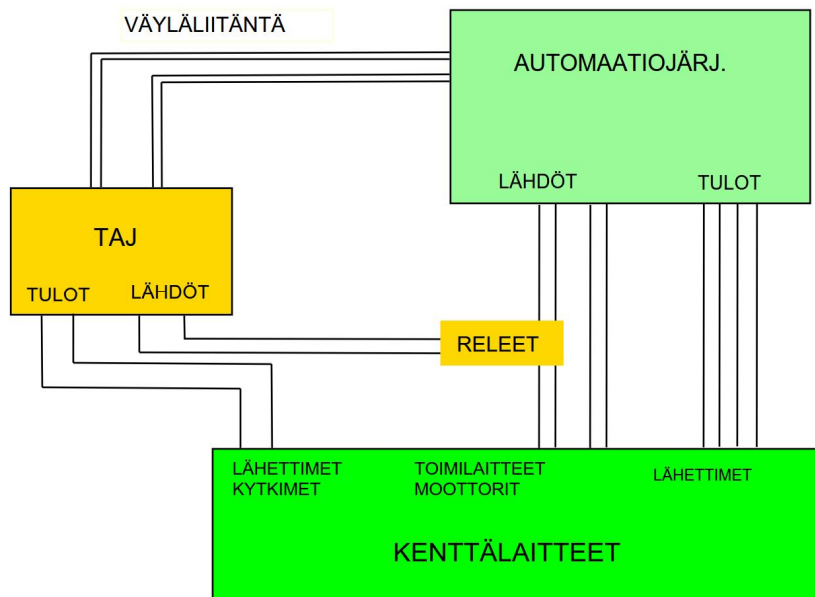 VÄYLÄLIITÄNTÄ
AUTOMAATIOJÄRJ.
LÄHDÖT
TULOT
TAJ
TULOT
LÄHDÖT
RELEET
LÄHETTIMET
KYTKIMET
TOIMILAITTEET
MOOTTORIT
LÄHETTIMET
KENTTÄLAITTEET